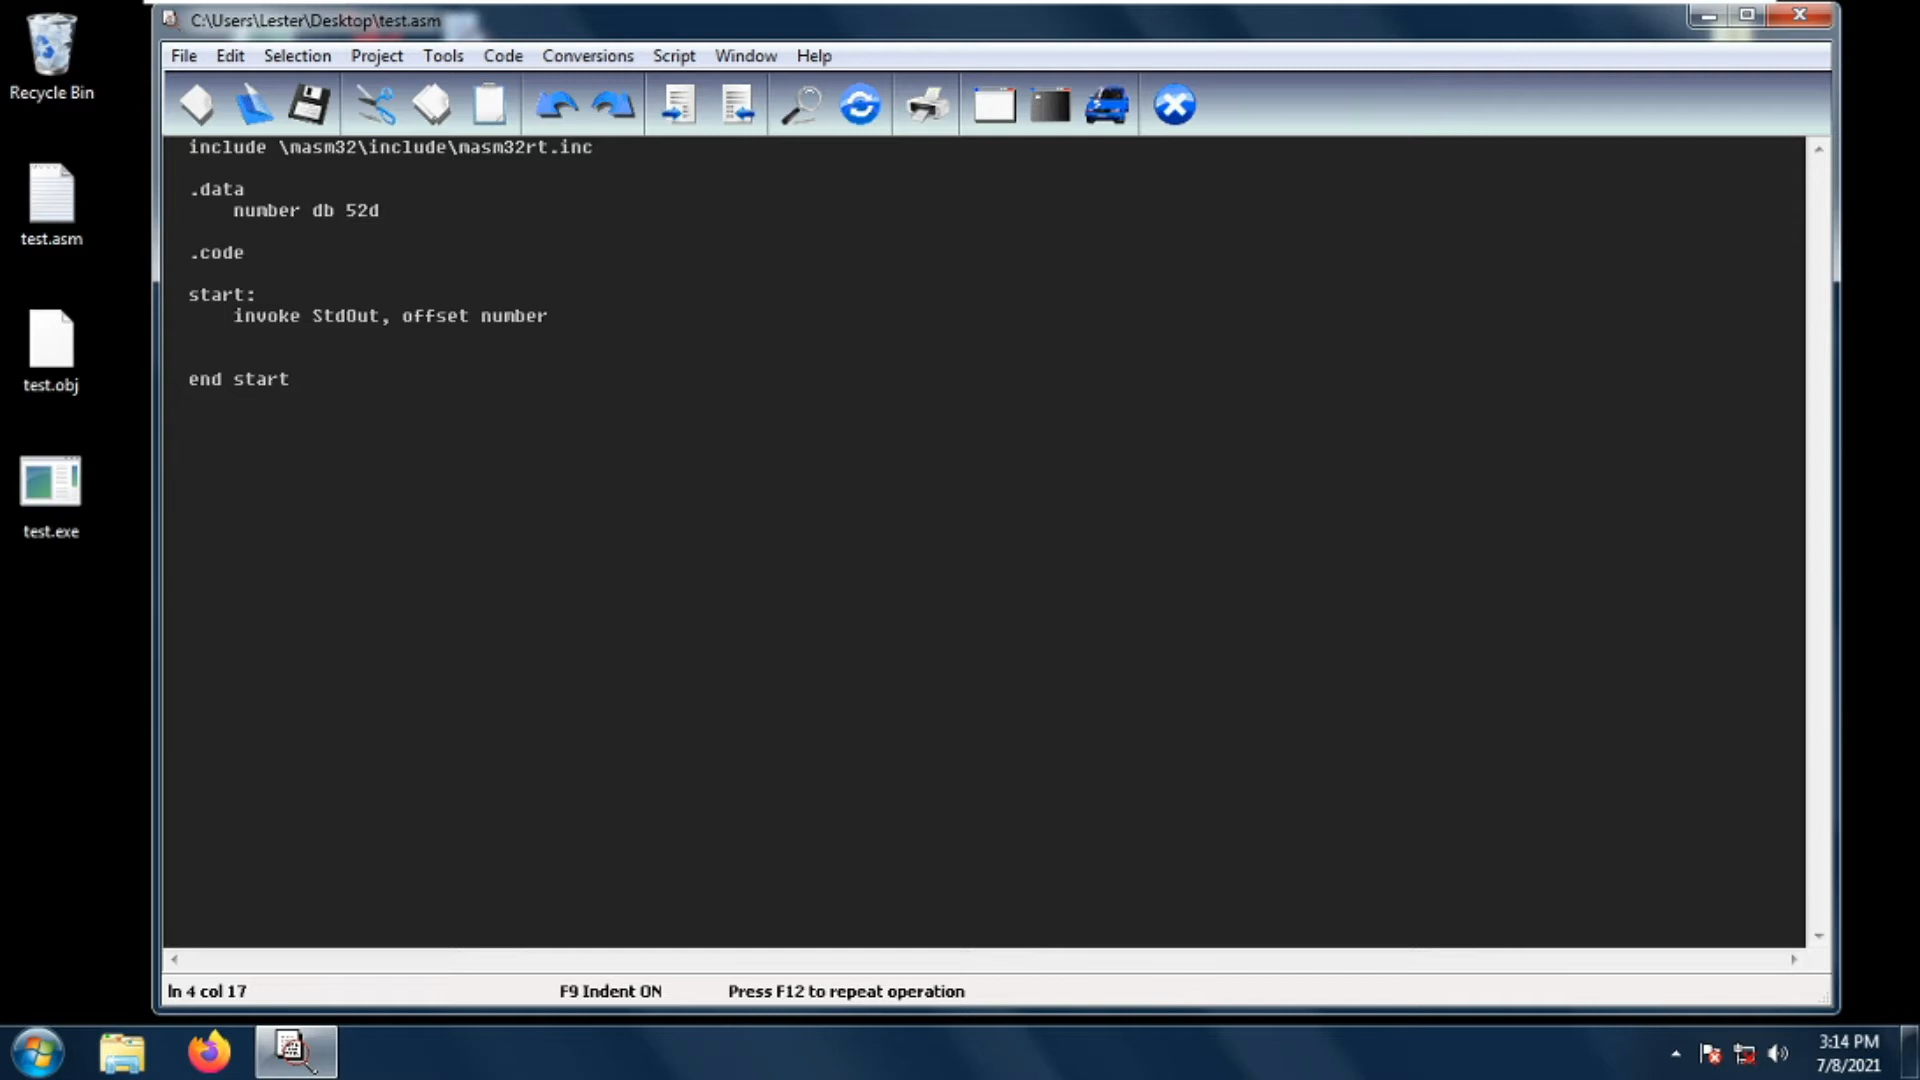 C:\Users\Lester\Desktop\test.asm
File Edit Selection Project Tools Code Conversions Script Window Help
Recycle Bin
test.asm
test.obj
test.exe
include \masm32\include\masm32rt.inc
.data
number db 52d
.code
start:
invoke StdOut, offset number
end start
ln 4 col 17
F9 Indent ON
Press F12 to repeat operation
3:14 PM
7/8/2021